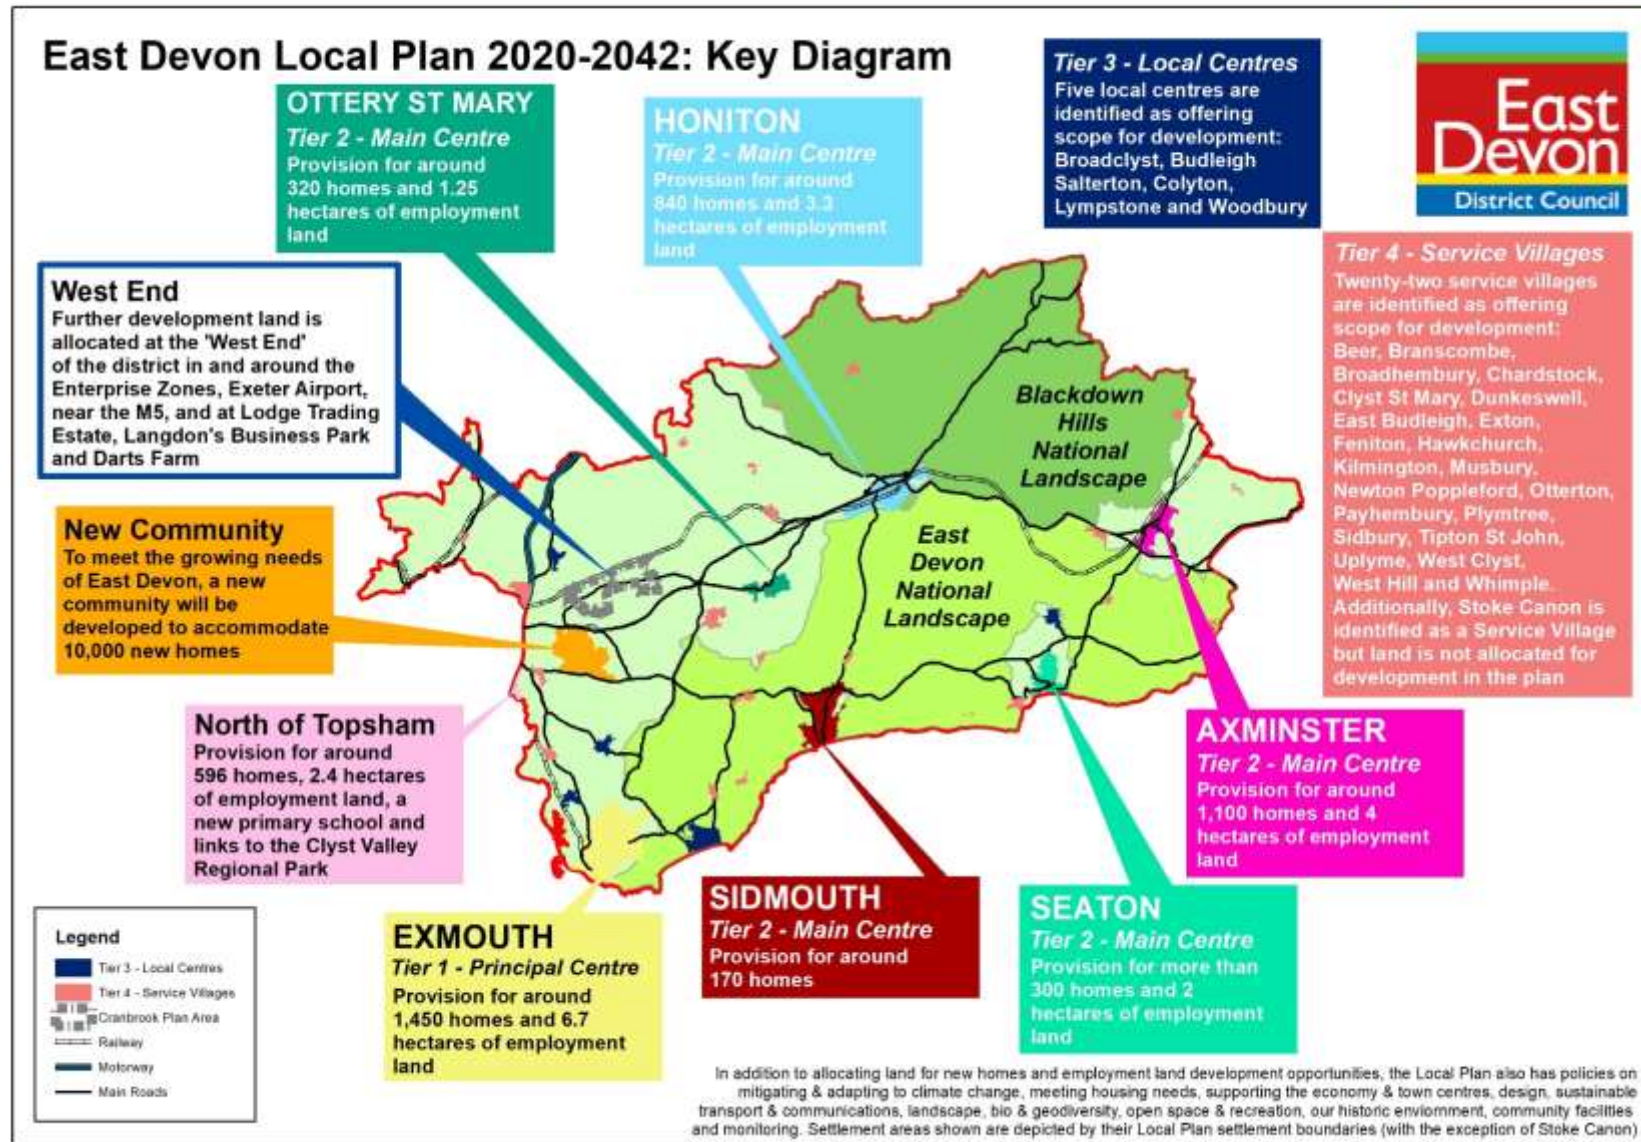 East Devon Local Plan 2020-2042: Key Diagram
OTTERY ST MARY
Tier 2 - Main Centre
Provision for around
320 homes and 1.25
hectares of employment
land
HONITON
Tier 2 - Main Centre
Provision for around
840 homes and 3.3
hectares of employment
land
Tier 3 - Local Centres
Five local centres are
identified as offering
scope for development:
Broadclyst, Budleigh
Salterton, Colyton,
Lympstone and Woodbury
East
Devon
District Council
West End
Further development land is
allocated at the 'West End'
of the district in and around the
Enterprise Zones, Exeter Airport,
near the M5, and at Lodge Trading
Estate, Langdon's Business Park
and Darts Farm
Tier 4 - Service Villages
Twenty-two service villages
are identified as offering
scope for development:
Beer, Branscombe,
Broadhembury, Chardstock,
Clyst St Mary, Dunkeswell,
East Budleigh, Exton,
Feniton, Hawkchurch,
Kilmington, Musbury,
Newton Poppleford, Otterton,
Payhembury, Plymtree,
Sidbury, Tipton St John,
Uplyme, West Clyst,
West Hill and Whimple.
Additionally, Stoke Canon is
identified as a Service Village
but land is not allocated for
development in the plan
Blackdown
Hills
National
Landscape
East
Devon
National
Landscape
New Community
To meet the growing needs
of East Devon, a new
community will be
developed to accommodate
10,000 new homes
North of Topsham
Provision for around
596 homes, 2.4 hectares
of employment land, a
new primary school and
links to the Clyst Valley
Regional Park
AXMINSTER
Tier 2 - Main Centre
Provision for around
1,100 homes and 4
hectares of employment
land
SIDMOUTH
Tier 2 - Main Centre
Provision for around
170 homes
SEATON
Tier 2 - Main Centre
Provision for more than
300 homes and 2
hectares of employment
land
EXMOUTH
Tier 1 - Principal Centre
Provision for around
1,450 homes and 6.7
hectares of employment
land
Legend
Tier 3 - Local Centres
Tier 4 - Service Villages
Cranbrook Plan Area
Railway
Motorway
Main Roads
In addition to allocating land for new homes and employment land development opportunities, the Local Plan also has policies on
mitigating & adapting to climate change, meeting housing needs, supporting the economy & town centres, design, sustainable
transport & communications, landscape, bio & geodiversity, open space & recreation, our historic enviornment, community facilities
and monitoring. Settlement areas shown are depicted by their Local Plan settlement boundaries (with the exception of Stoke Canon)